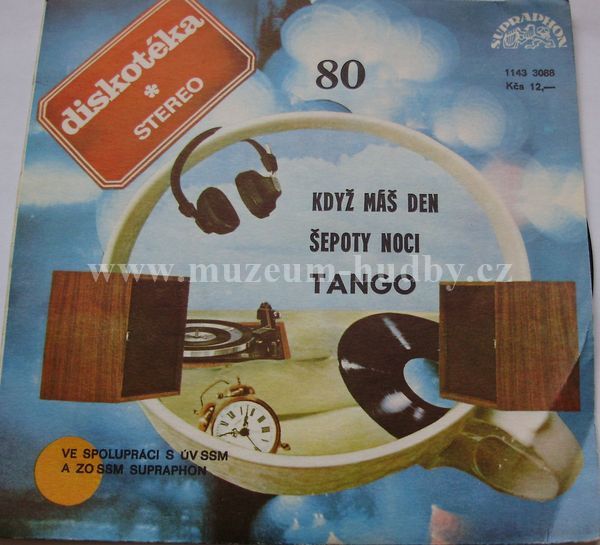 diskotéka
*
STEREO
80
SUPRAPHON
1143 3088
Kčs 12,—
KDYŽ MÁŠ DEN
ŠEPOTY NOCI
TANGO
www.muzeum-hudby.cz
VE SPOLUPRÁCI S ÚV SSM
A ZO SSM SUPRAPHON